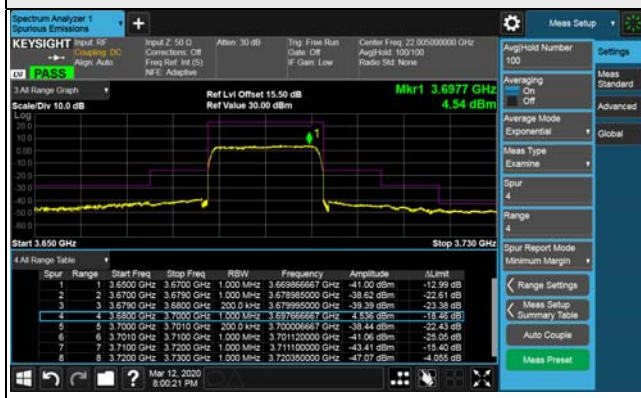 Spectrum Analyzer 1
Spurious Emissions
+
Meas Setup
KEYSIGHT Input: RF
Coupling: DC
Align: Auto
Input Z: 50 Ω
Corrections: Off
Freq Ref: Int (S)
NFE: Adaptive
Atten: 30 dB
Trig: Free Run
Gate: Off
IF Gain: Low
Center Freq: 22.005000000 GHz
Avg|Hold: 100/100
Radio Std: None
LXI PASS
3 All Range Graph
Scale/Div 10.0 dB
Ref Lvl Offset 15.50 dB
Ref Value 30.00 dBm
Mkr1 3.6977 GHz
4.54 dBm
Log
20.0
10.0
0.00
-10.0
-20.0
-30.0
-40.0
-50.0
-60.0
1
Start 3.650 GHz
Stop 3.730 GHz
4 All Range Table
Spur Range Start Freq Stop Freq RBW Frequency Amplitude ΔLimit
1 1 3.6500 GHz 3.6700 GHz 1.000 MHz 3.669866667 GHz -41.00 dBm -12.99 dB
2 2 3.6700 GHz 3.6790 GHz 1.000 MHz 3.678985000 GHz -38.62 dBm -22.61 dB
3 3 3.6790 GHz 3.6800 GHz 200.0 kHz 3.679995000 GHz -39.39 dBm -23.38 dB
4 4 3.6800 GHz 3.7000 GHz 1.000 MHz 3.697666667 GHz 4.536 dBm -18.46 dB
5 5 3.7000 GHz 3.7010 GHz 200.0 kHz 3.700006667 GHz -38.44 dBm -22.43 dB
6 6 3.7010 GHz 3.7100 GHz 1.000 MHz 3.701120000 GHz -41.06 dBm -25.05 dB
7 7 3.7100 GHz 3.7200 GHz 1.000 MHz 3.711100000 GHz -43.41 dBm -15.40 dB
8 8 3.7200 GHz 3.7300 GHz 1.000 MHz 3.720350000 GHz -47.07 dBm -4.055 dB
Avg|Hold Number
100
Averaging
On
Off
Average Mode
Exponential
Meas Type
Examine
Spur
4
Range
4
Spur Report Mode
Minimum Margin
Range Settings
Meas Setup
Summary Table
Auto Couple
Meas Preset
Settings
Meas
Standard
Advanced
Global
?
Mar 12, 2020
8:00:21 PM